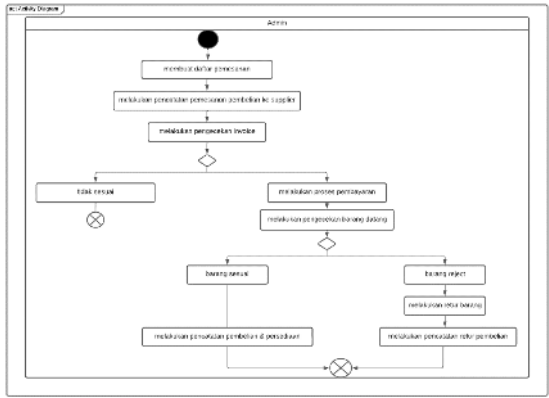 act Activity Diagram
Admin
membuat daftar pemesanan
melakukan pencatatan pemesanan pembelian ke supplier
melakukan pengecekan invoice
tidak sesuai
melakukan proses pembayaran
melakukan pengecekan barang datang
barang sesuai
barang reject
melakukan retur barang
melakukan pencatatan pembelian & persediaan
melakukan pencatatan retur pembelian